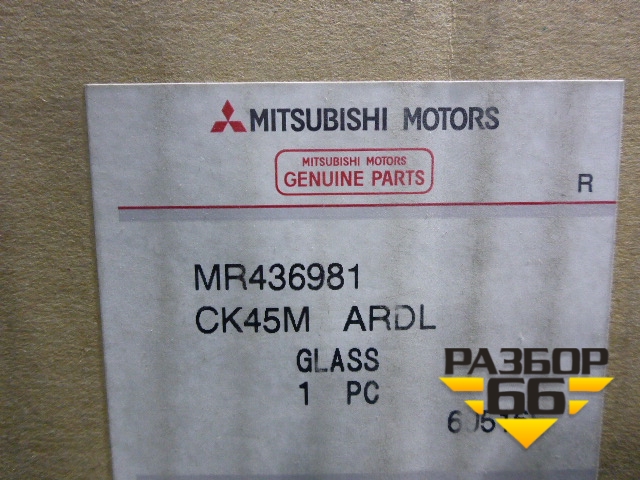 MITSUBISHI MOTORS
MITSUBISHI MOTORS
GENUINE PARTS
R
MR436981
CK45M ARDL
GLASS
1 PC
РАЗБОР
66